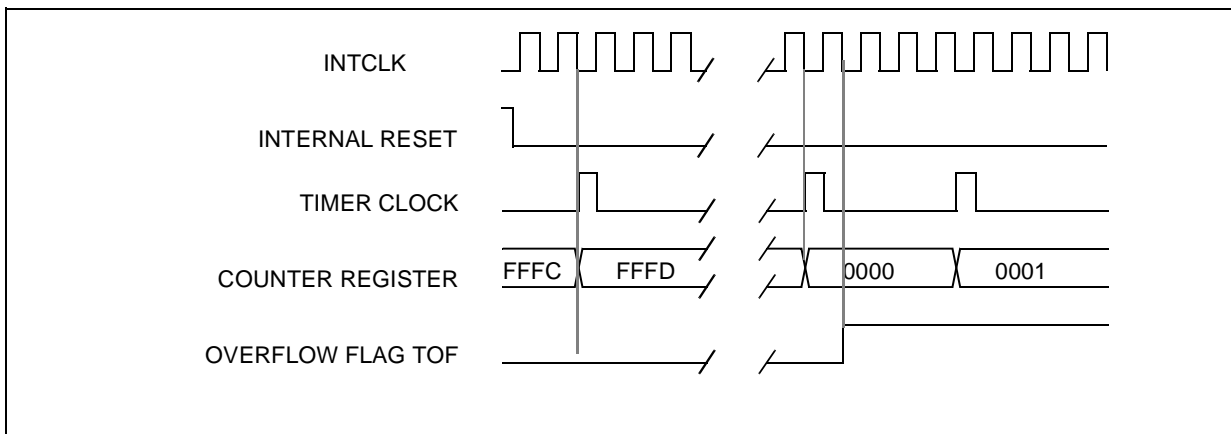 INTCLK
INTERNAL RESET
TIMER CLOCK
COUNTER REGISTER FFFC FFFD 0000 0001
OVERFLOW FLAG TOF